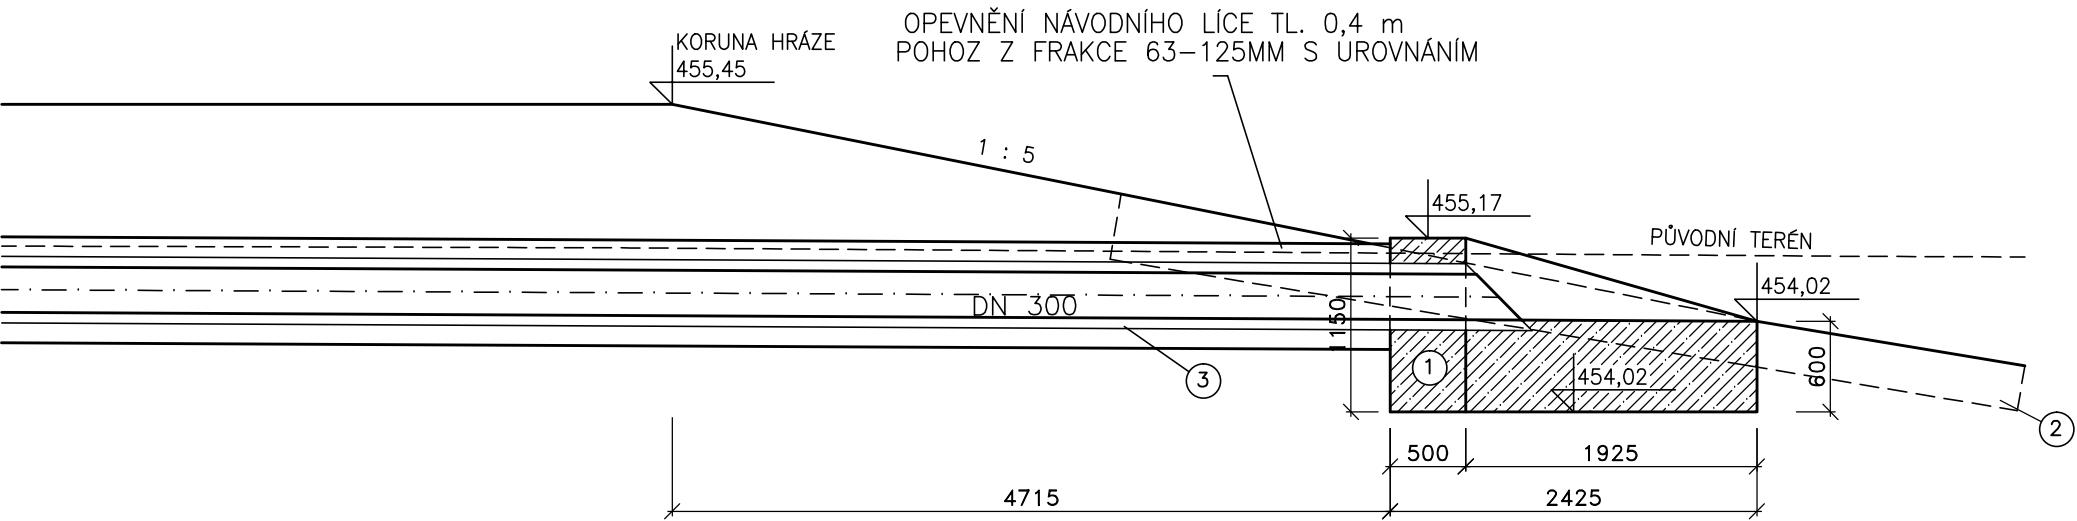 OPEVNĚNÍ NÁVODNÍHO LÍCE TL. 0,4 m
POHOZ Z FRAKCE 63-125MM S UROVNÁNÍM
KORUNA HRÁZE
455,45
1 : 5
455,17
PŮVODNÍ TERÉN
454,02
DN 300
1150
1
3
454,02
600
2
500
1925
4715
2425